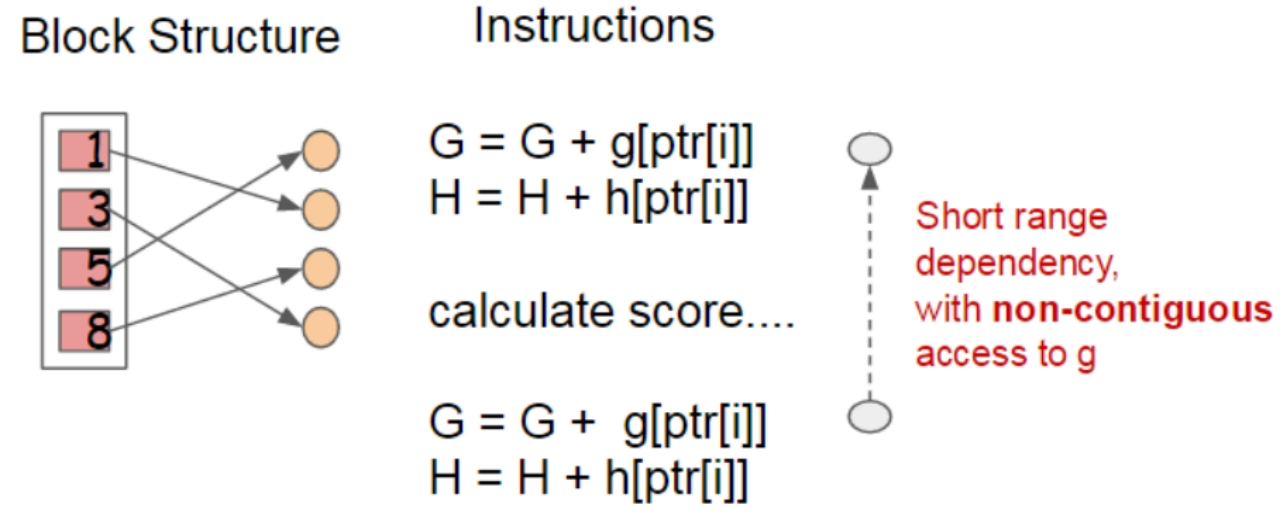 Block Structure
Instructions
1
3
5
8
G = G + g[ptr[i]]
H = H + h[ptr[i]]
calculate score....
G = G + g[ptr[i]]
H = H + h[ptr[i]]
Short range
dependency,
with non-contiguous
access to g